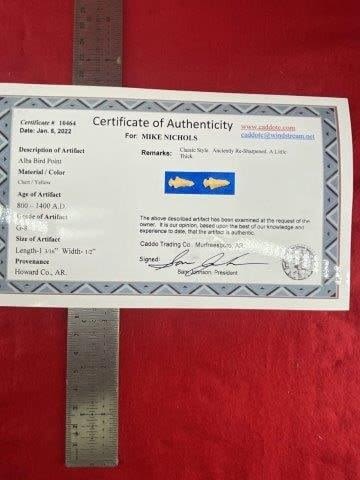 Certificate # 10464
Date: Jan. 6, 2022
Certificate of Authenticity
For: MIKE NICHOLS
www.caddotc.com
caddotc@windstream.net
Description of Artifact
Alba Bird Point
Material / Color
Chert / Yellow
Age of Artifact
800 - 1400 A.D.
Grade of Artifact
G-8
Size of Artifact
Length-1 3/16" Width- 1/2"
Provenance
Howard Co., AR.
Remarks: Classic Style. Anciently Re-Sharpened. A Little
Thick.
The above described artifact has been examined at the request of the
owner. It is our opinion, based upon the best of our knowledge and
experience to date, that the artifact is authentic.
Caddo Trading Co. Murfreesboro, AR.
Signed:
Sam Johnson, President